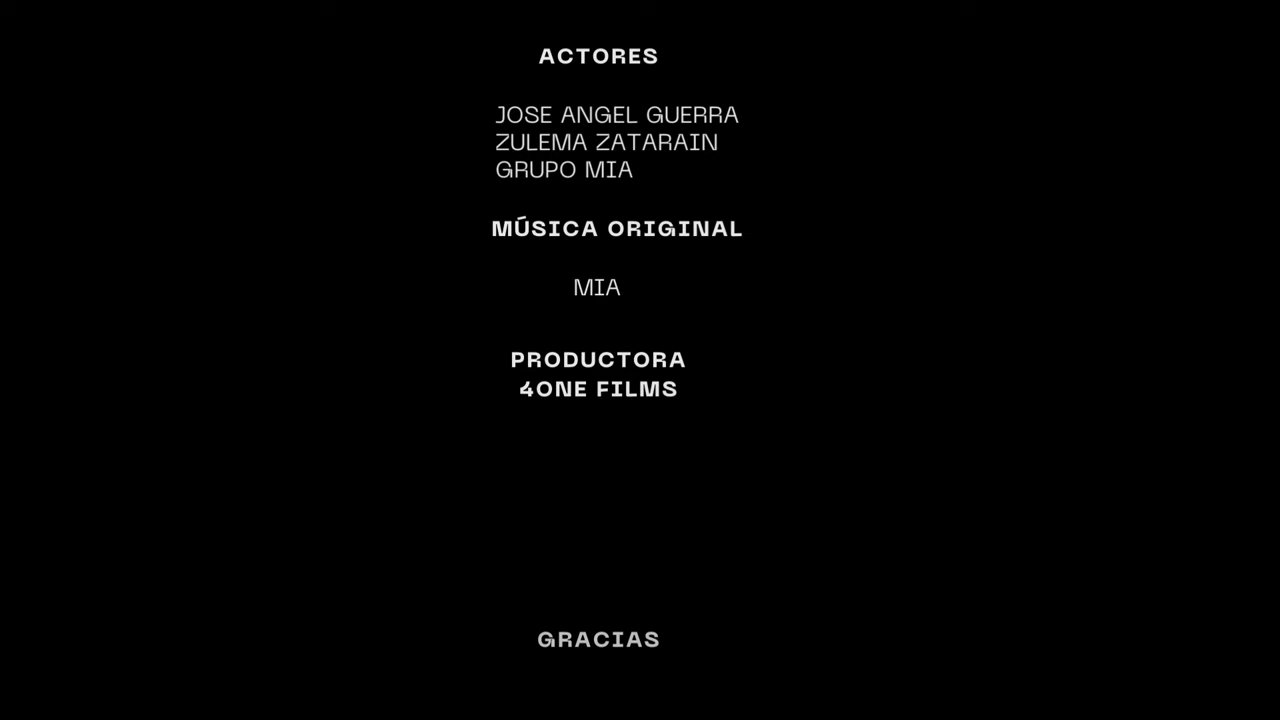 ACTORES
JOSE ANGEL GUERRA
ZULEMA ZATARAIN
GRUPO MIA
MÚSICA ORIGINAL
MIA
PRODUCTORA
4ONE FILMS
GRACIAS